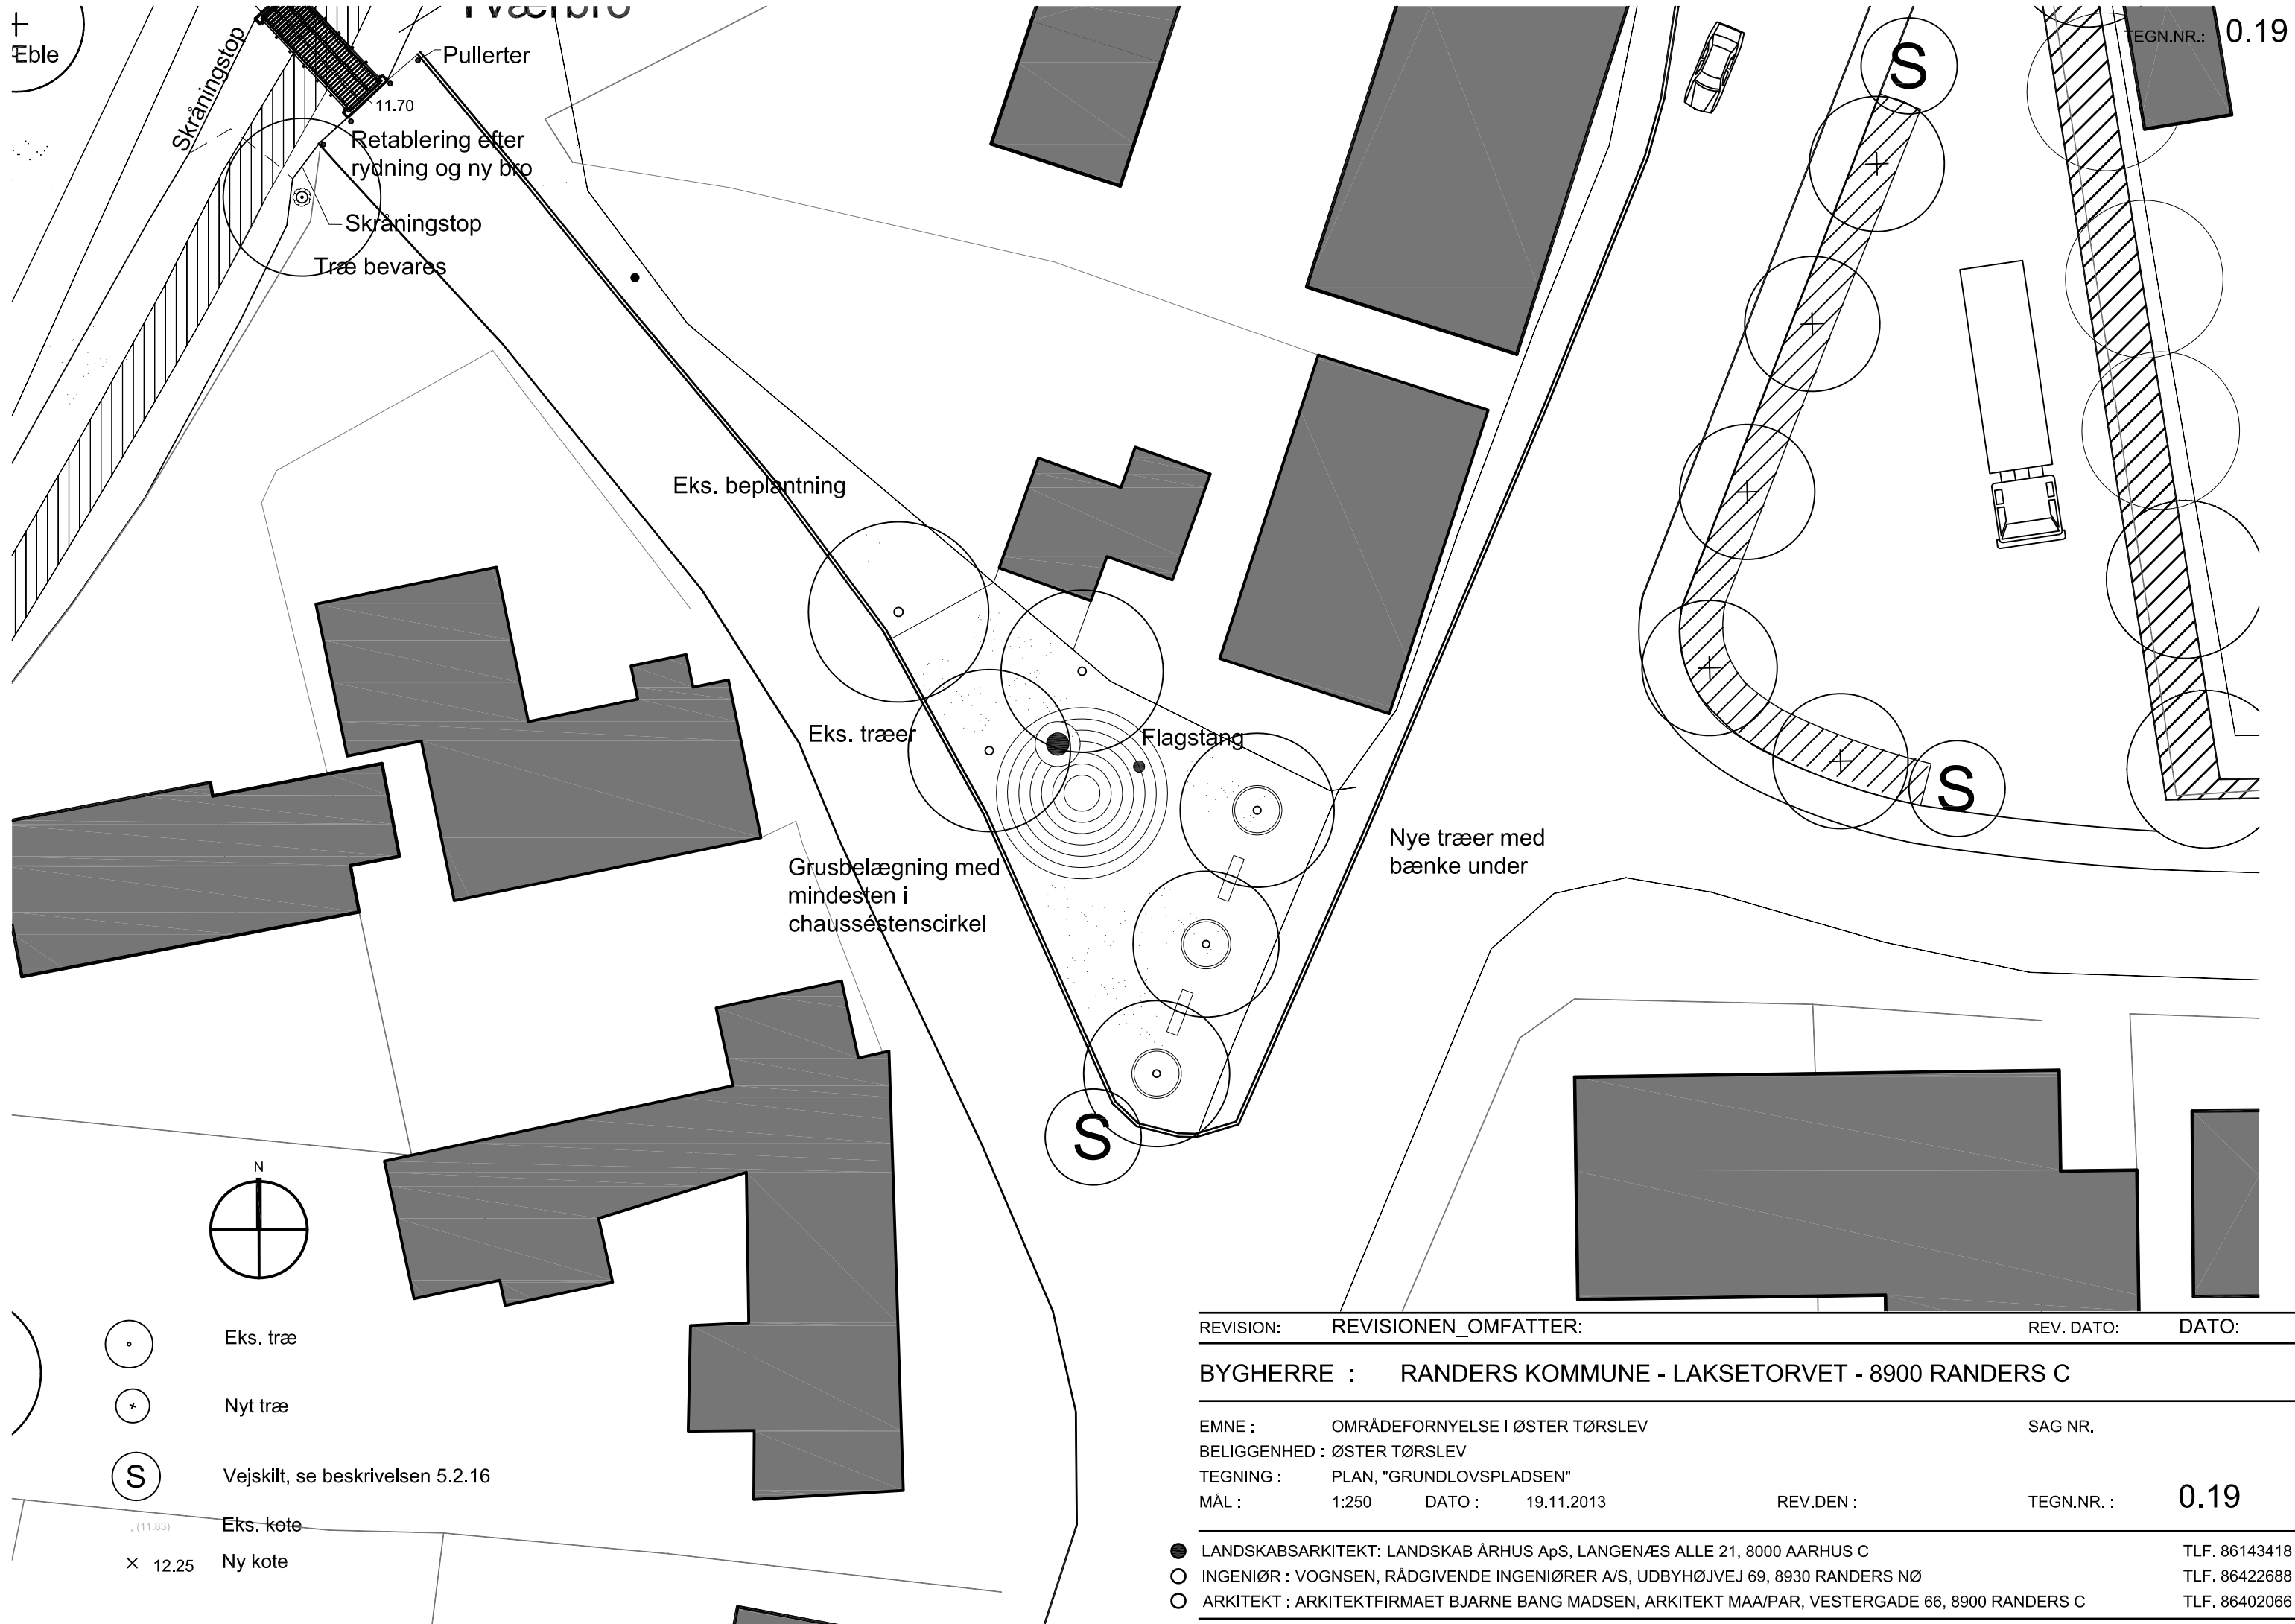 Tværbro
TEGN.NR.: 0.19
Æble
Skråningstop
Pullerter
11.70
Retablering efter
rydning og ny bro
Skråningstop
Træ bevares
S
Eks. beplantning
Eks. træer
Flagstang
S
Grusbelægning med
mindesten i
chausséstenscirkel
Nye træer med
bænke under
S
N
Eks. træ
Nyt træ
S Vejskilt, se beskrivelsen 5.2.16
.(11.83) Eks. kote
× 12.25 Ny kote
REVISION: REVISIONEN_OMFATTER: REV. DATO: DATO:
BYGHERRE : RANDERS KOMMUNE - LAKSETORVET - 8900 RANDERS C
EMNE : OMRÅDEFORNYELSE I ØSTER TØRSLEV SAG NR.
BELIGGENHED : ØSTER TØRSLEV
TEGNING : PLAN, "GRUNDLOVSPLADSEN"
MÅL : 1:250 DATO : 19.11.2013 REV.DEN : TEGN.NR. : 0.19
LANDSKABSARKITEKT: LANDSKAB ÅRHUS ApS, LANGENÆS ALLE 21, 8000 AARHUS C TLF. 86143418
INGENIØR : VOGNSEN, RÅDGIVENDE INGENIØRER A/S, UDBYHØJVEJ 69, 8930 RANDERS NØ TLF. 86422688
ARKITEKT : ARKITEKTFIRMAET BJARNE BANG MADSEN, ARKITEKT MAA/PAR, VESTERGADE 66, 8900 RANDERS C TLF. 86402066